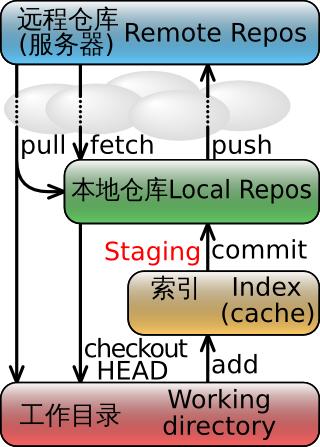 远程仓库
(服务器) Remote Repos
pull fetch push
本地仓库Local Repos
Staging commit
索引 Index
(cache)
checkout
HEAD add
工作目录 Working
directory